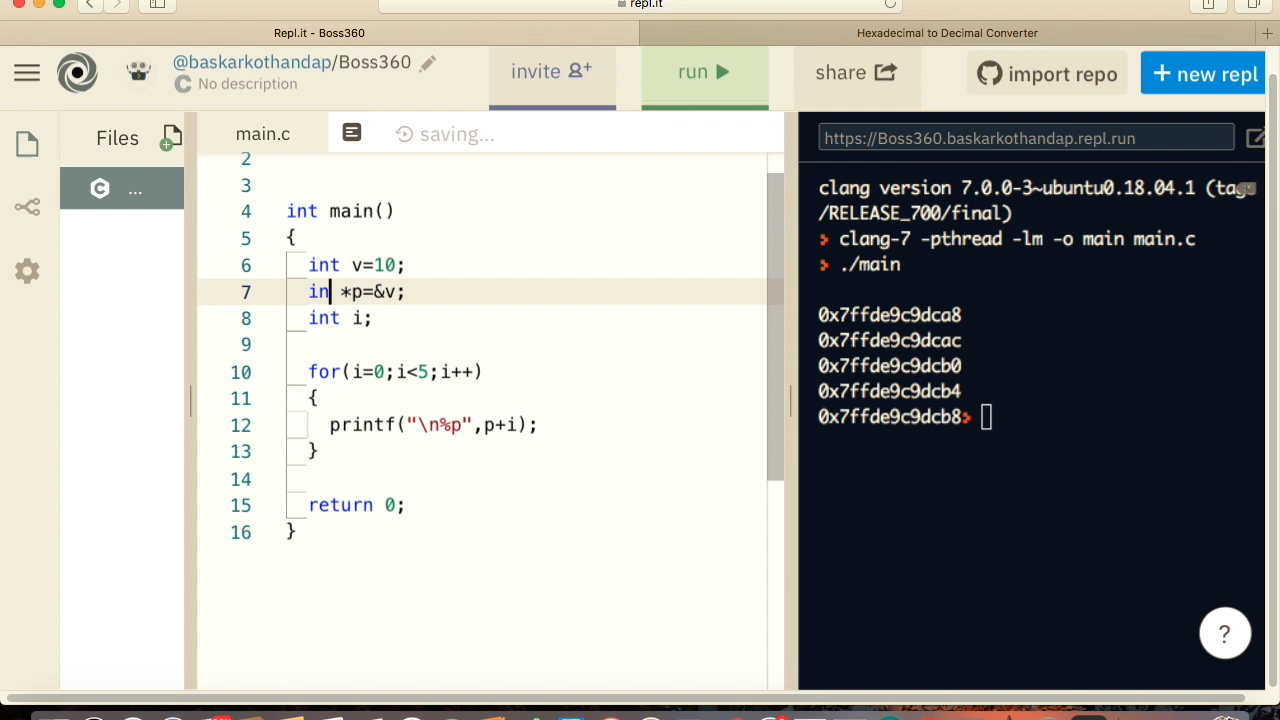 repl.it
Repl.it - Boss360
Hexadecimal to Decimal Converter
@baskarkothandap/Boss360
No description
invite
run
share
import repo
+ new repl
Files
main.c
saving...
https://Boss360.baskarkothandap.repl.run
C ...
2
3
4 int main()
5 {
6 int v=10;
7 in *p=&v;
8 int i;
9
10 for(i=0;i<5;i++)
11 {
12 printf("\n%p",p+i);
13 }
14
15 return 0;
16 }
clang version 7.0.0-3~ubuntu0.18.04.1 (tags
/RELEASE_700/final)
> clang-7 -pthread -lm -o main main.c
> ./main
0x7ffde9c9dca8
0x7ffde9c9dcac
0x7ffde9c9dcb0
0x7ffde9c9dcb4
0x7ffde9c9dcb8>
?